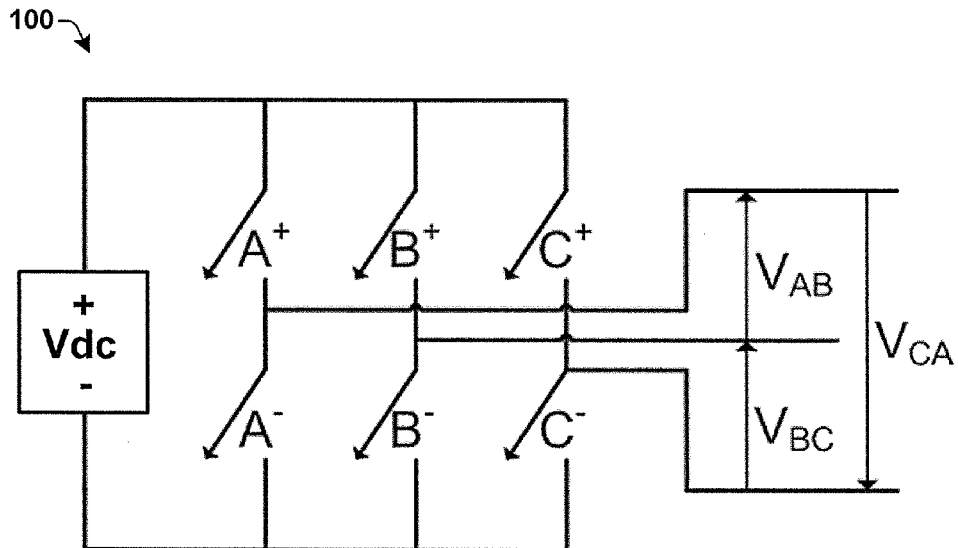 100
A+ B+ C+
+
Vdc
-
A- B- C-
VAB
VCA
VBC